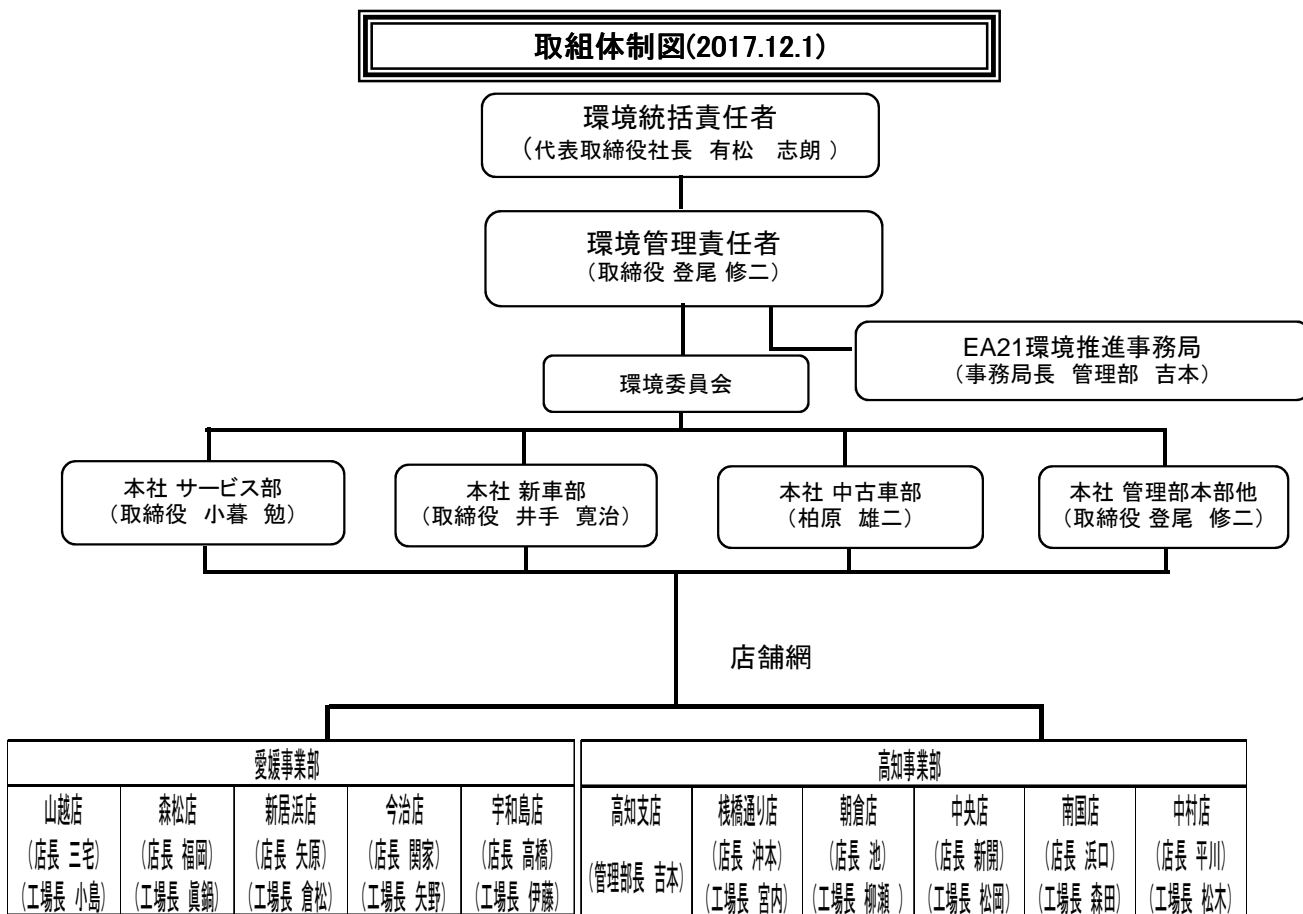 取組体制図(2017.12.1)
環境統括責任者
（代表取締役社長 有松 志朗 ）
環境管理責任者
（取締役 登尾 修二）
EA21環境推進事務局
（事務局長 管理部 吉本）
環境委員会
本社 サービス部
（取締役 小暮 勉）
本社 新車部
（取締役 井手 寛治）
本社 中古車部
（柏原 雄二）
本社 管理部本部他
（取締役 登尾 修二）
店舗網
愛媛事業部
山越店
（店長 三宅）
（工場長 小島）
森松店
（店長 福岡）
（工場長 眞鍋）
新居浜店
（店長 矢原）
（工場長 倉松）
今治店
（店長 関家）
（工場長 矢野）
宇和島店
（店長 高橋）
（工場長 伊藤）
高知事業部
高知支店
（管理部長 吉本）
桟橋通り店
（店長 沖本）
（工場長 宮内）
朝倉店
（店長 池）
（工場長 柳瀬 ）
中央店
（店長 新開）
（工場長 松岡）
南国店
（店長 浜口）
（工場長 森田）
中村店
（店長 平川）
（工場長 松木）